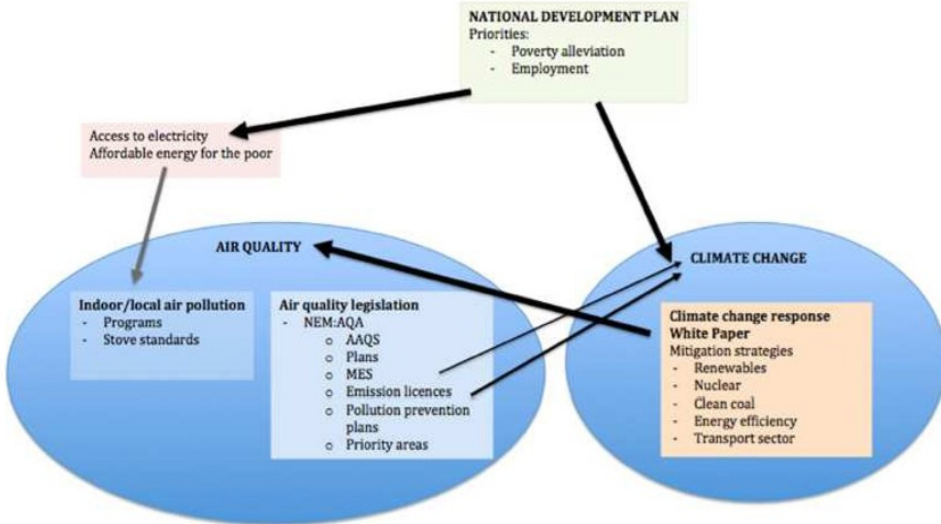 NATIONAL DEVELOPMENT PLAN
Priorities:
- Poverty alleviation
- Employment
Access to electricity
Affordable energy for the poor
AIR QUALITY
Indoor/local air pollution
- Programs
- Stove standards
Air quality legislation
- NEM:AQA
o AAQS
o Plans
o MES
o Emission licences
o Pollution prevention
plans
o Priority areas
CLIMATE CHANGE
Climate change response
White Paper
Mitigation strategies
- Renewables
- Nuclear
- Clean coal
- Energy efficiency
- Transport sector